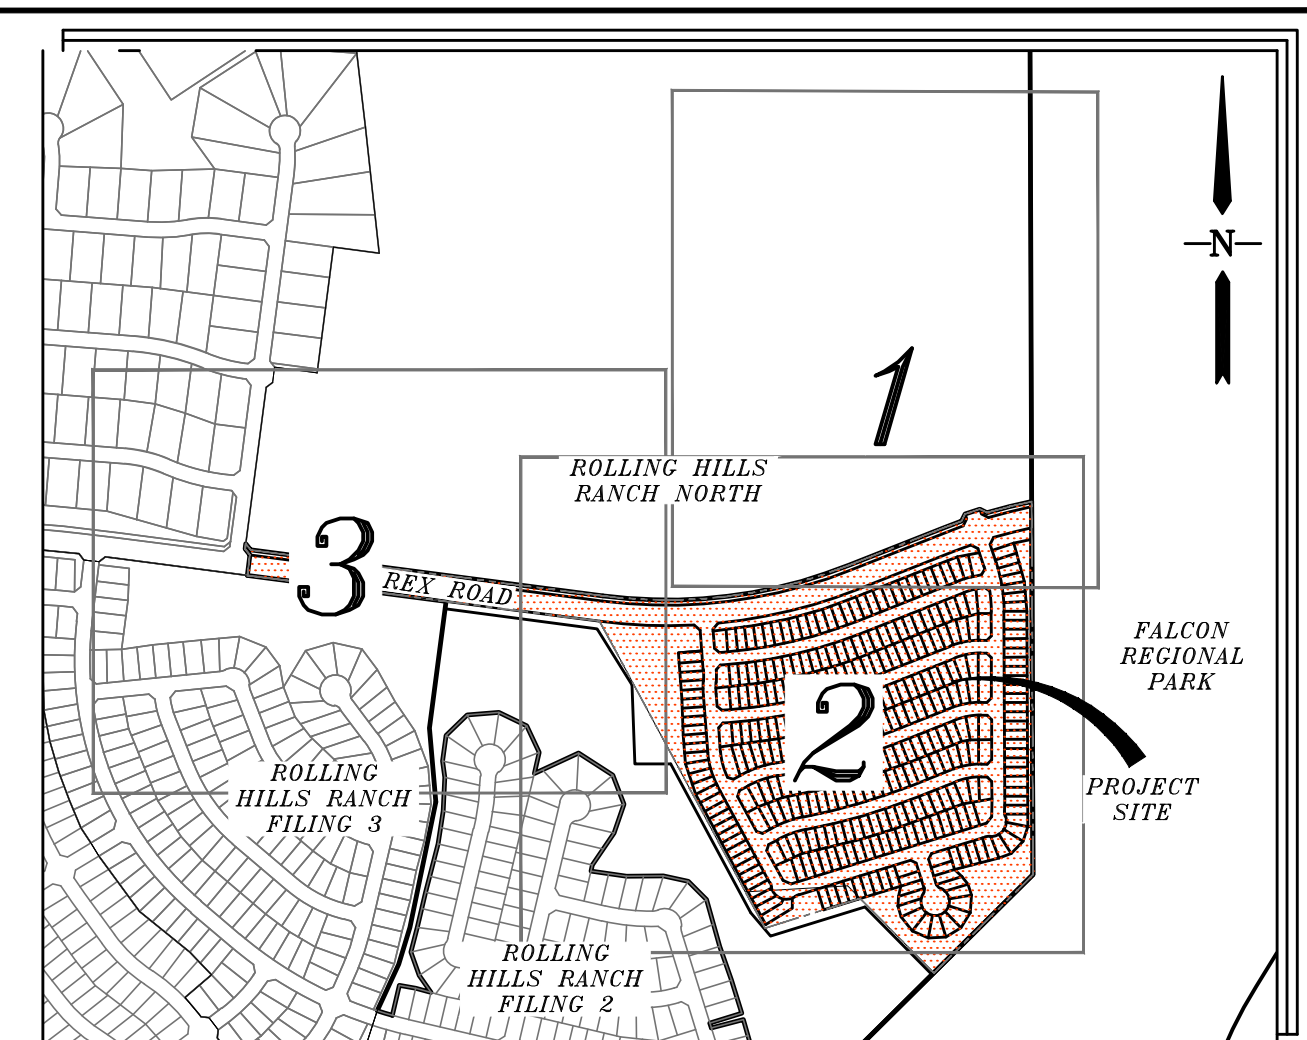 N
1
ROLLING HILLS
RANCH NORTH
3
REX ROAD
FALCON
REGIONAL
PARK
2
PROJECT
SITE
ROLLING
HILLS RANCH
FILING 3
ROLLING
HILLS RANCH
FILING 2